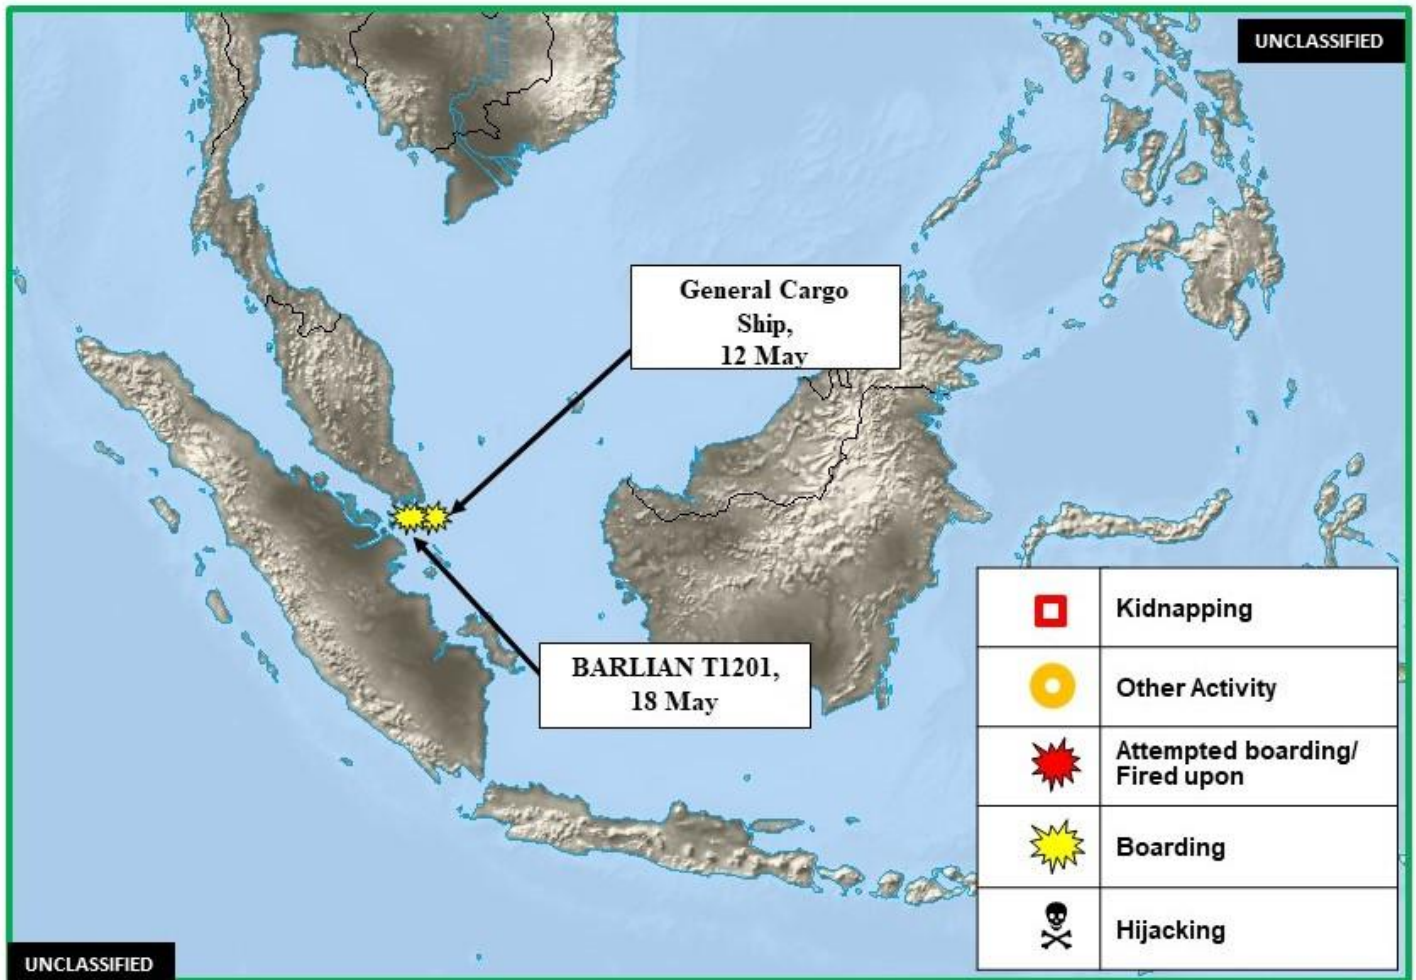 UNCLASSIFIED
General Cargo
Ship,
12 May
BARLIAN T1201,
18 May
Kidnapping
Other Activity
Attempted boarding/
Fired upon
Boarding
Hijacking
UNCLASSIFIED